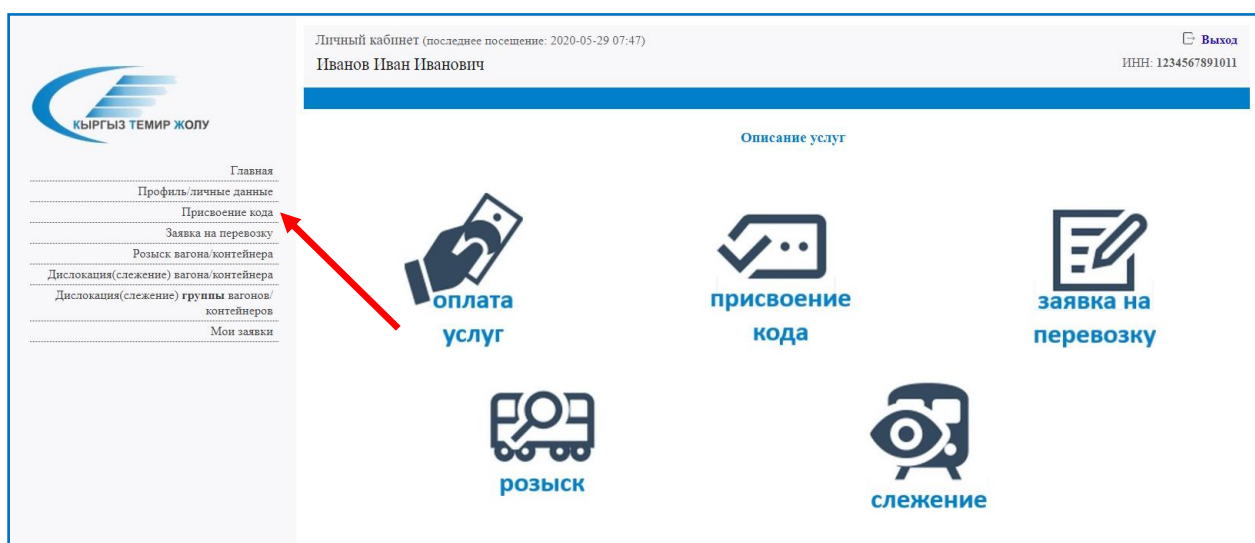 Личный кабинет (последнее посещение: 2020-05-29 07:47)
Выход
Иванов Иван Иванович
ИНН: 1234567891011
КЫРГЫЗ ТЕМИР ЖОЛУ
Главная
Профиль/личные данные
Присвоение кода
Заявка на перевозку
Розыск вагона/контейнера
Дислокация(слежение) вагона/контейнера
Дислокация(слежение) группы вагонов/
контейнеров
Мои заявки
Описание услуг
оплата
услуг
присвоение
кода
заявка на
перевозку
розыск
слежение